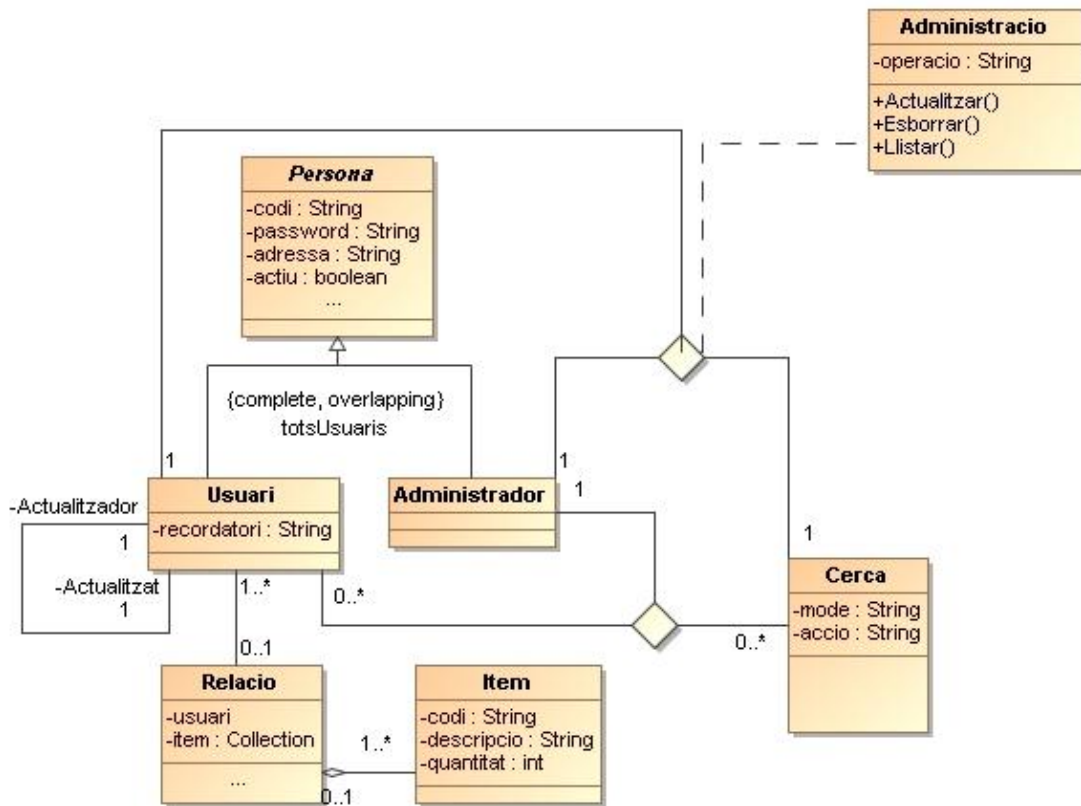 Administracio
-operacio : String
+Actualitzar()
+Esborrar()
+Llistar()
Persona
-codi : String
-password : String
-adressa : String
-actiu : boolean
...
{complete, overlapping}
totsUsuaris
1
1
1
1
Usuari
-recordatori : String
Administrador
-Actualitzador
1
-Actualitzat
1
1..*
0..*
0..1
0..*
Cerca
-mode : String
-accio : String
Relacio
-usuari
-item : Collection
...
1..*
0..1
Item
-codi : String
-descripcio : String
-quantitat : int